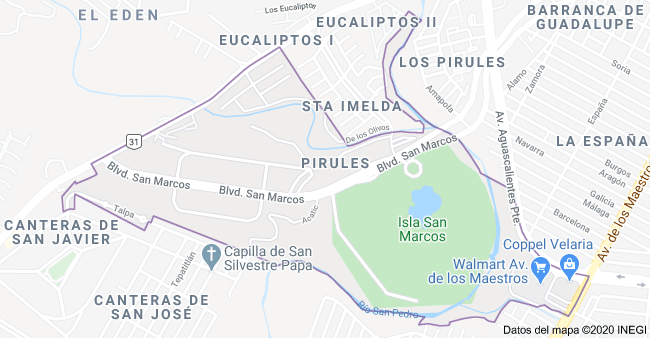 EL EDEN
Los Eucaliptos
EUCALIPTOS I
EUCALIPTOS II
BARRANCA DE
GUADALUPE
LOS PIRULES
Soria
Alamo
Zamora
Amapola
España
STA IMELDA
De los Olivos
Av. Aguascalientes Pte.
31
Navarra
LA ESPAÑA
PIRULES
Blvd. San Marcos
Blvd. San Marcos
Blvd. San Marcos
Burgos
Aragón
Galicia
Málaga
Barcelona
Av. de los Maestro
Talpa
Acatic
Isla San
Marcos
CANTERAS DE
SAN JAVIER
Tepatitlán
Capilla de San
Silvestre-Papa
Coppel Velaria
Walmart Av.
de los Maestros
CANTERAS DE
SAN JOSÉ
Río San Pedro
Datos del mapa ©2020 INEGI